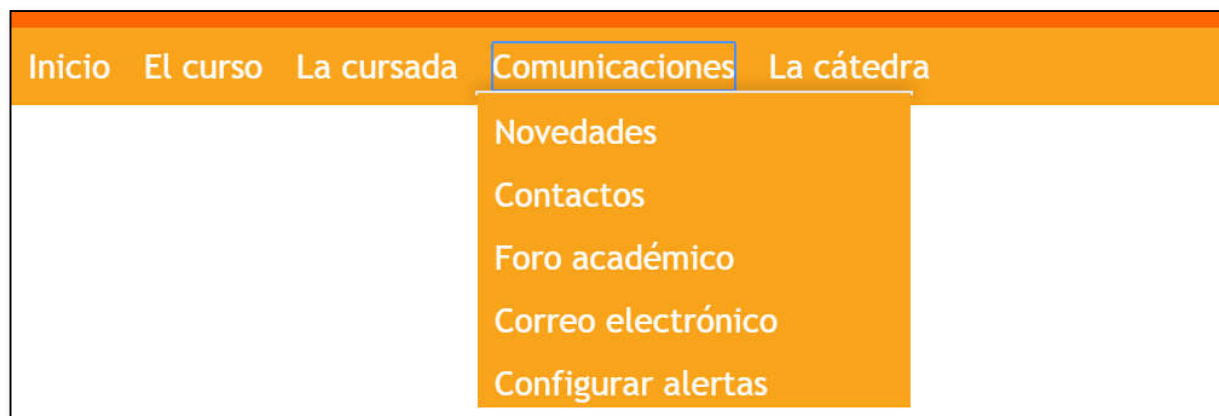 Inicio El curso La cursada Comunicaciones La cátedra
Novedades
Contactos
Foro académico
Correo electrónico
Configurar alertas